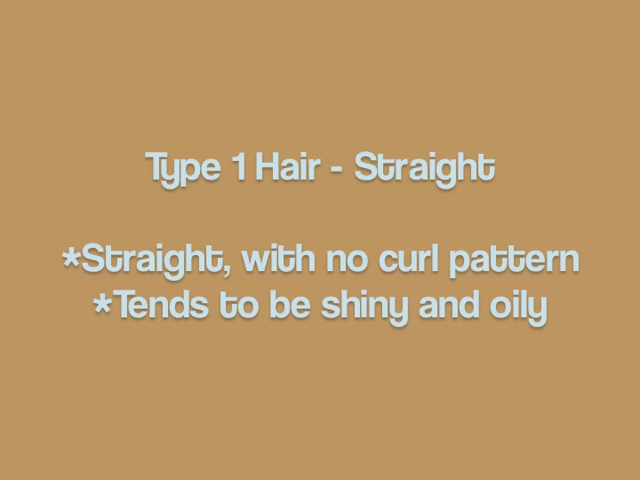 Type 1 Hair - Straight
*Straight, with no curl pattern
*Tends to be shiny and oily